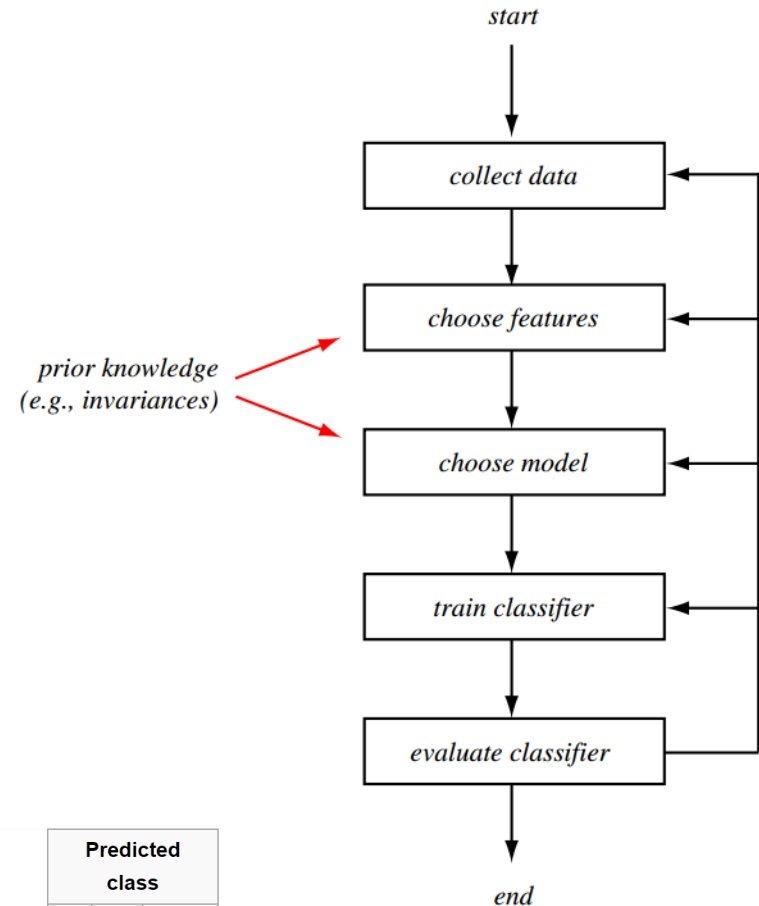 start
collect data
choose features
prior knowledge
(e.g., invariances)
choose model
train classifier
evaluate classifier
Predicted
class
end